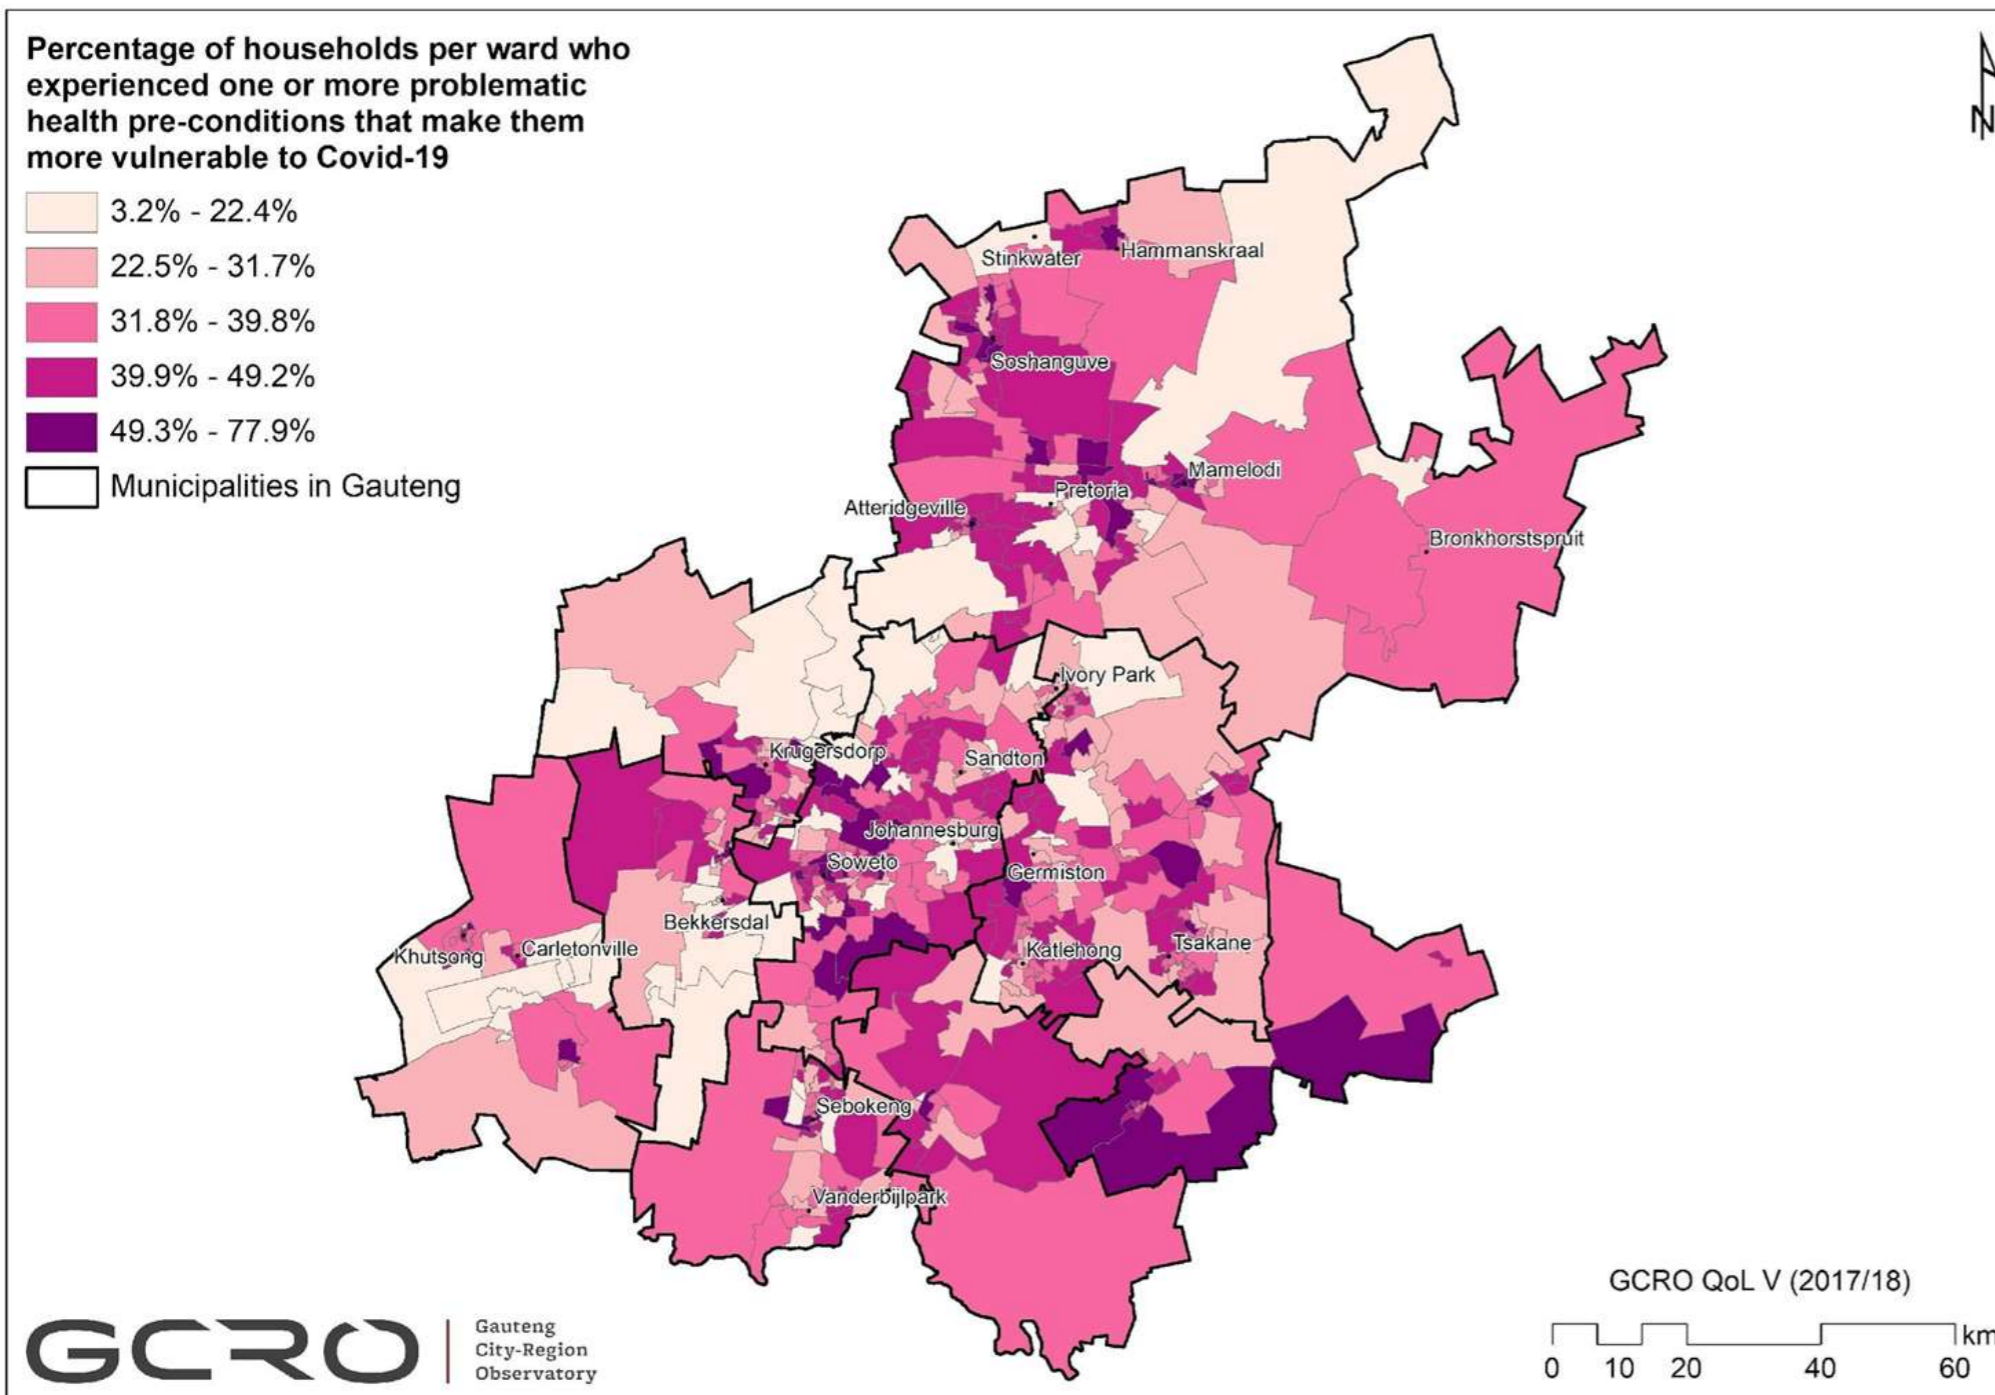 Percentage of households per ward who
experienced one or more problematic
health pre-conditions that make them
more vulnerable to Covid-19
3.2% - 22.4%
22.5% - 31.7%
31.8% - 39.8%
39.9% - 49.2%
49.3% - 77.9%
Municipalities in Gauteng
N
Stinkwater
Hammanskraal
Soshanguve
Mamelodi
Pretoria
Atteridgeville
Bronkhorstspruit
Ivory Park
Krugersdorp
Sandton
Johannesburg
Soweto
Germiston
Bekkersdal
Khutsong
Carletonville
Katlehong
Tsakane
Sebokeng
Vanderbijlpark
GCRO QoL V (2017/18)
km
0 10 20 40 60
GCRO
Gauteng
City-Region
Observatory